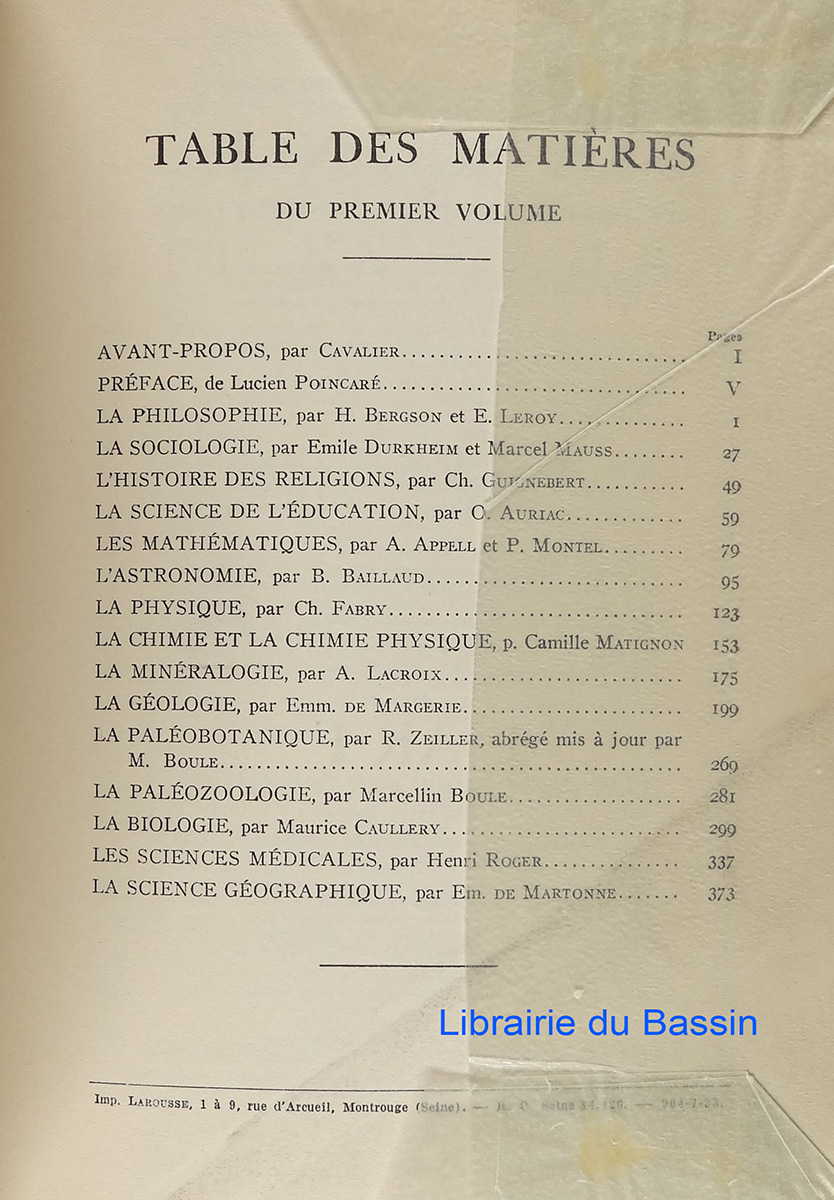 TABLE DES MATIÈRES
DU PREMIER VOLUME
Pages
AVANT-PROPOS, par CAVALIER................................ I
PRÉFACE, de Lucien POINCARÉ................................ V
LA PHILOSOPHIE, par H. BERGSON et E. LEROY.............. 1
LA SOCIOLOGIE, par Emile DURKHEIM et Marcel MAUSS........ 27
L'HISTOIRE DES RELIGIONS, par Ch. GUIGNEBERT........... 49
LA SCIENCE DE L'ÉDUCATION, par O. AURIAC............. 59
LES MATHÉMATIQUES, par A. APPELL et P. MONTEL......... 79
L'ASTRONOMIE, par B. BAILLAUD............................ 95
LA PHYSIQUE, par Ch. FABRY................................ 123
LA CHIMIE ET LA CHIMIE PHYSIQUE, p. Camille MATIGNON 153
LA MINÉRALOGIE, par A. LACROIX.......................... 175
LA GÉOLOGIE, par Emm. DE MARGERIE....................... 199
LA PALÉOBOTANIQUE, par R. ZEILLER, abrégé mis à jour par
M. BOULE.................................................. 269
LA PALÉOZOOLOGIE, par Marcellin BOULE................... 281
LA BIOLOGIE, par Maurice CAULLERY........................ 299
LES SCIENCES MÉDICALES, par Henri ROGER............... 337
LA SCIENCE GÉOGRAPHIQUE, par Em. DE MARTONNE....... 373
Librairie du Bassin
Imp. LAROUSSE, 1 à 9, rue d'Arcueil, Montrouge (Seine). —